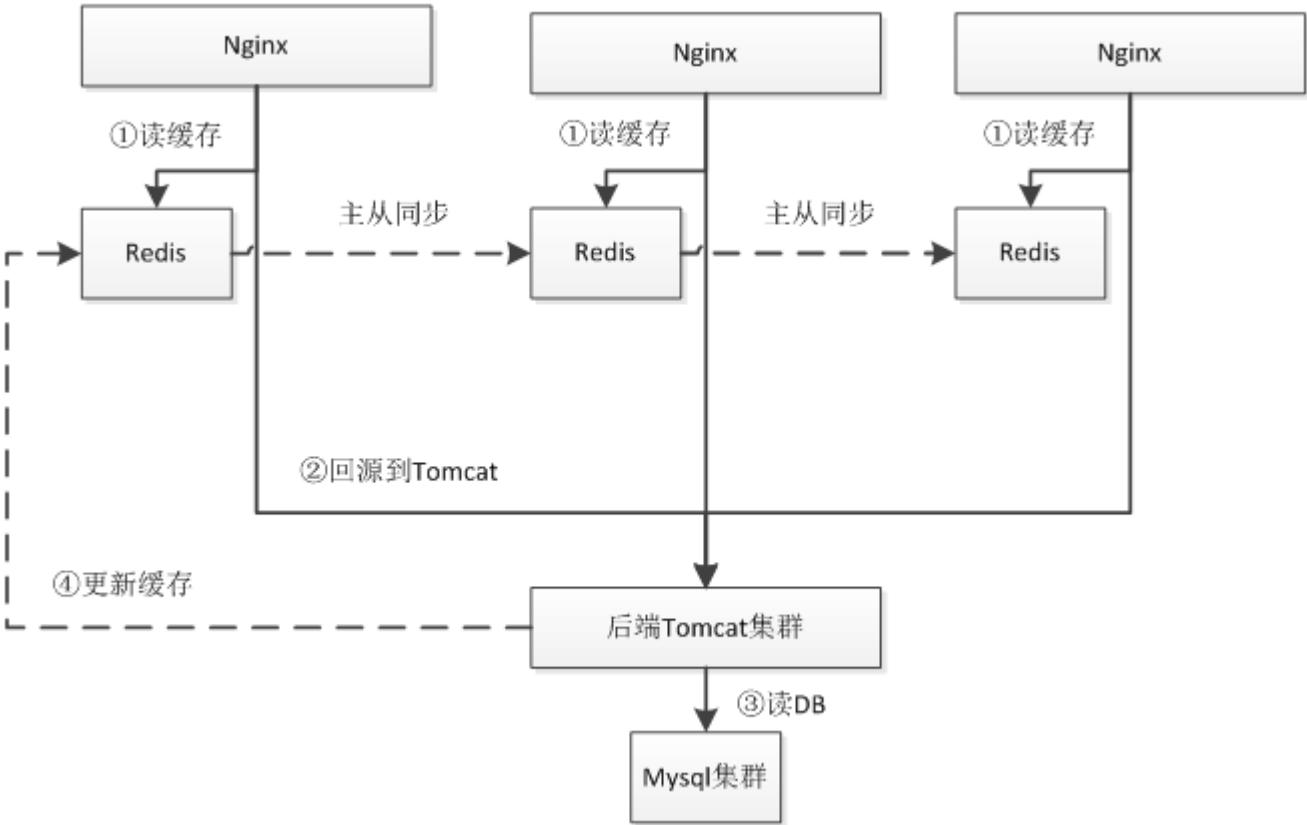 Nginx
Nginx
Nginx
①读缓存
①读缓存
①读缓存
主从同步
主从同步
Redis
Redis
Redis
②回源到Tomcat
④更新缓存
后端Tomcat集群
③读DB
Mysql集群